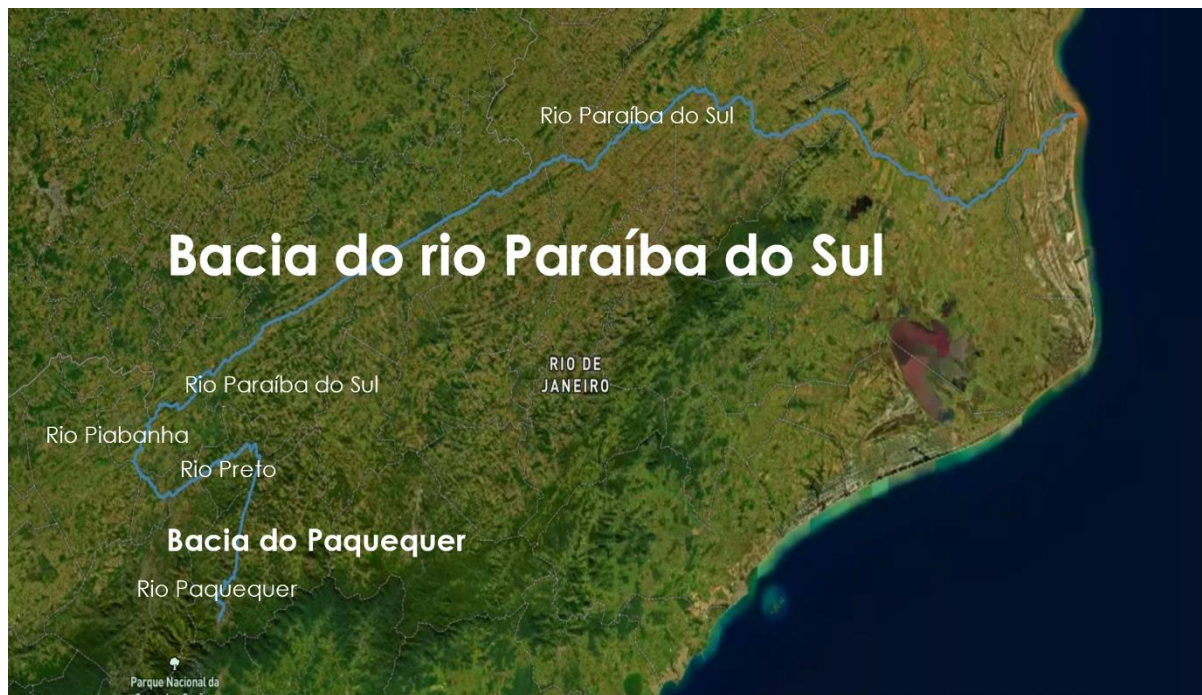 Rio Paraíba do Sul
Bacia do rio Paraíba do Sul
RIO DE
JANEIRO
Rio Paraíba do Sul
Rio Piabanha
Rio Preto
Bacia do Paquequer
Rio Paquequer
Parque Nacional da